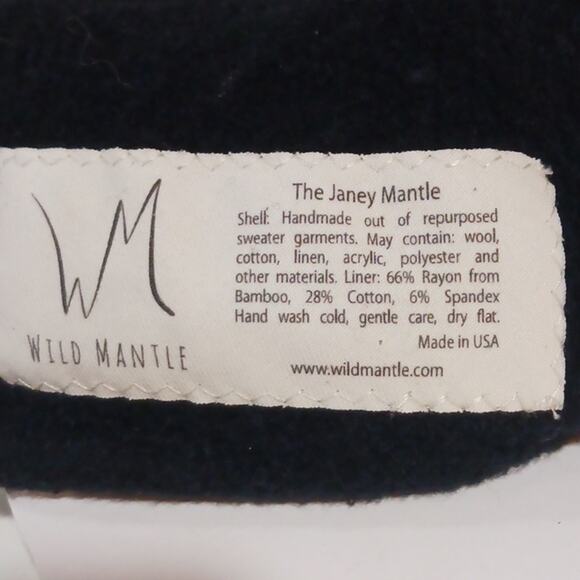 WM
WILD MANTLE
The Janey Mantle
Shell: Handmade out of repurposed
sweater garments. May contain: wool,
cotton, linen, acrylic, polyester and
other materials. Liner: 66% Rayon from
Bamboo, 28% Cotton, 6% Spandex
Hand wash cold, gentle care, dry flat.
Made in USA
www.wildmantle.com